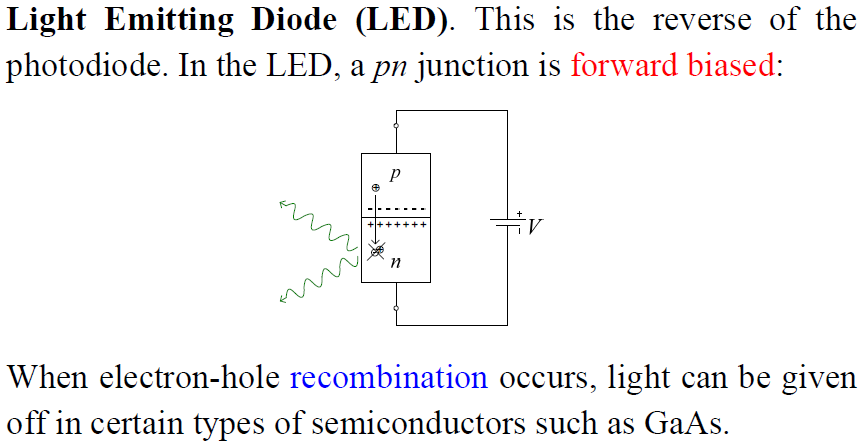 Light Emitting Diode (LED). This is the reverse of the
photodiode. In the LED, a pn junction is forward biased:
p
- - - - - - -
+ + + + + + +
n
+
V
-
When electron-hole recombination occurs, light can be given
off in certain types of semiconductors such as GaAs.